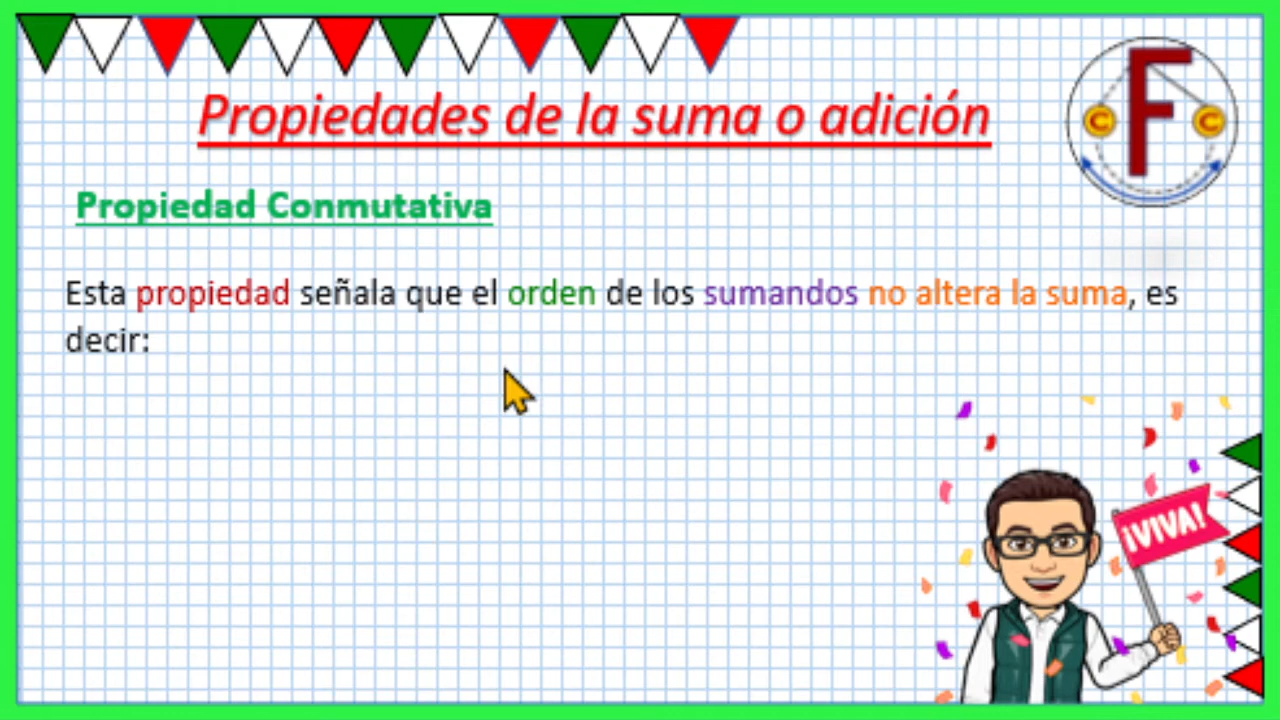 Propiedades de la suma o adición
F
C C
Propiedad Conmutativa
Esta propiedad señala que el orden de los sumandos no altera la suma, es
decir:
¡VIVA!